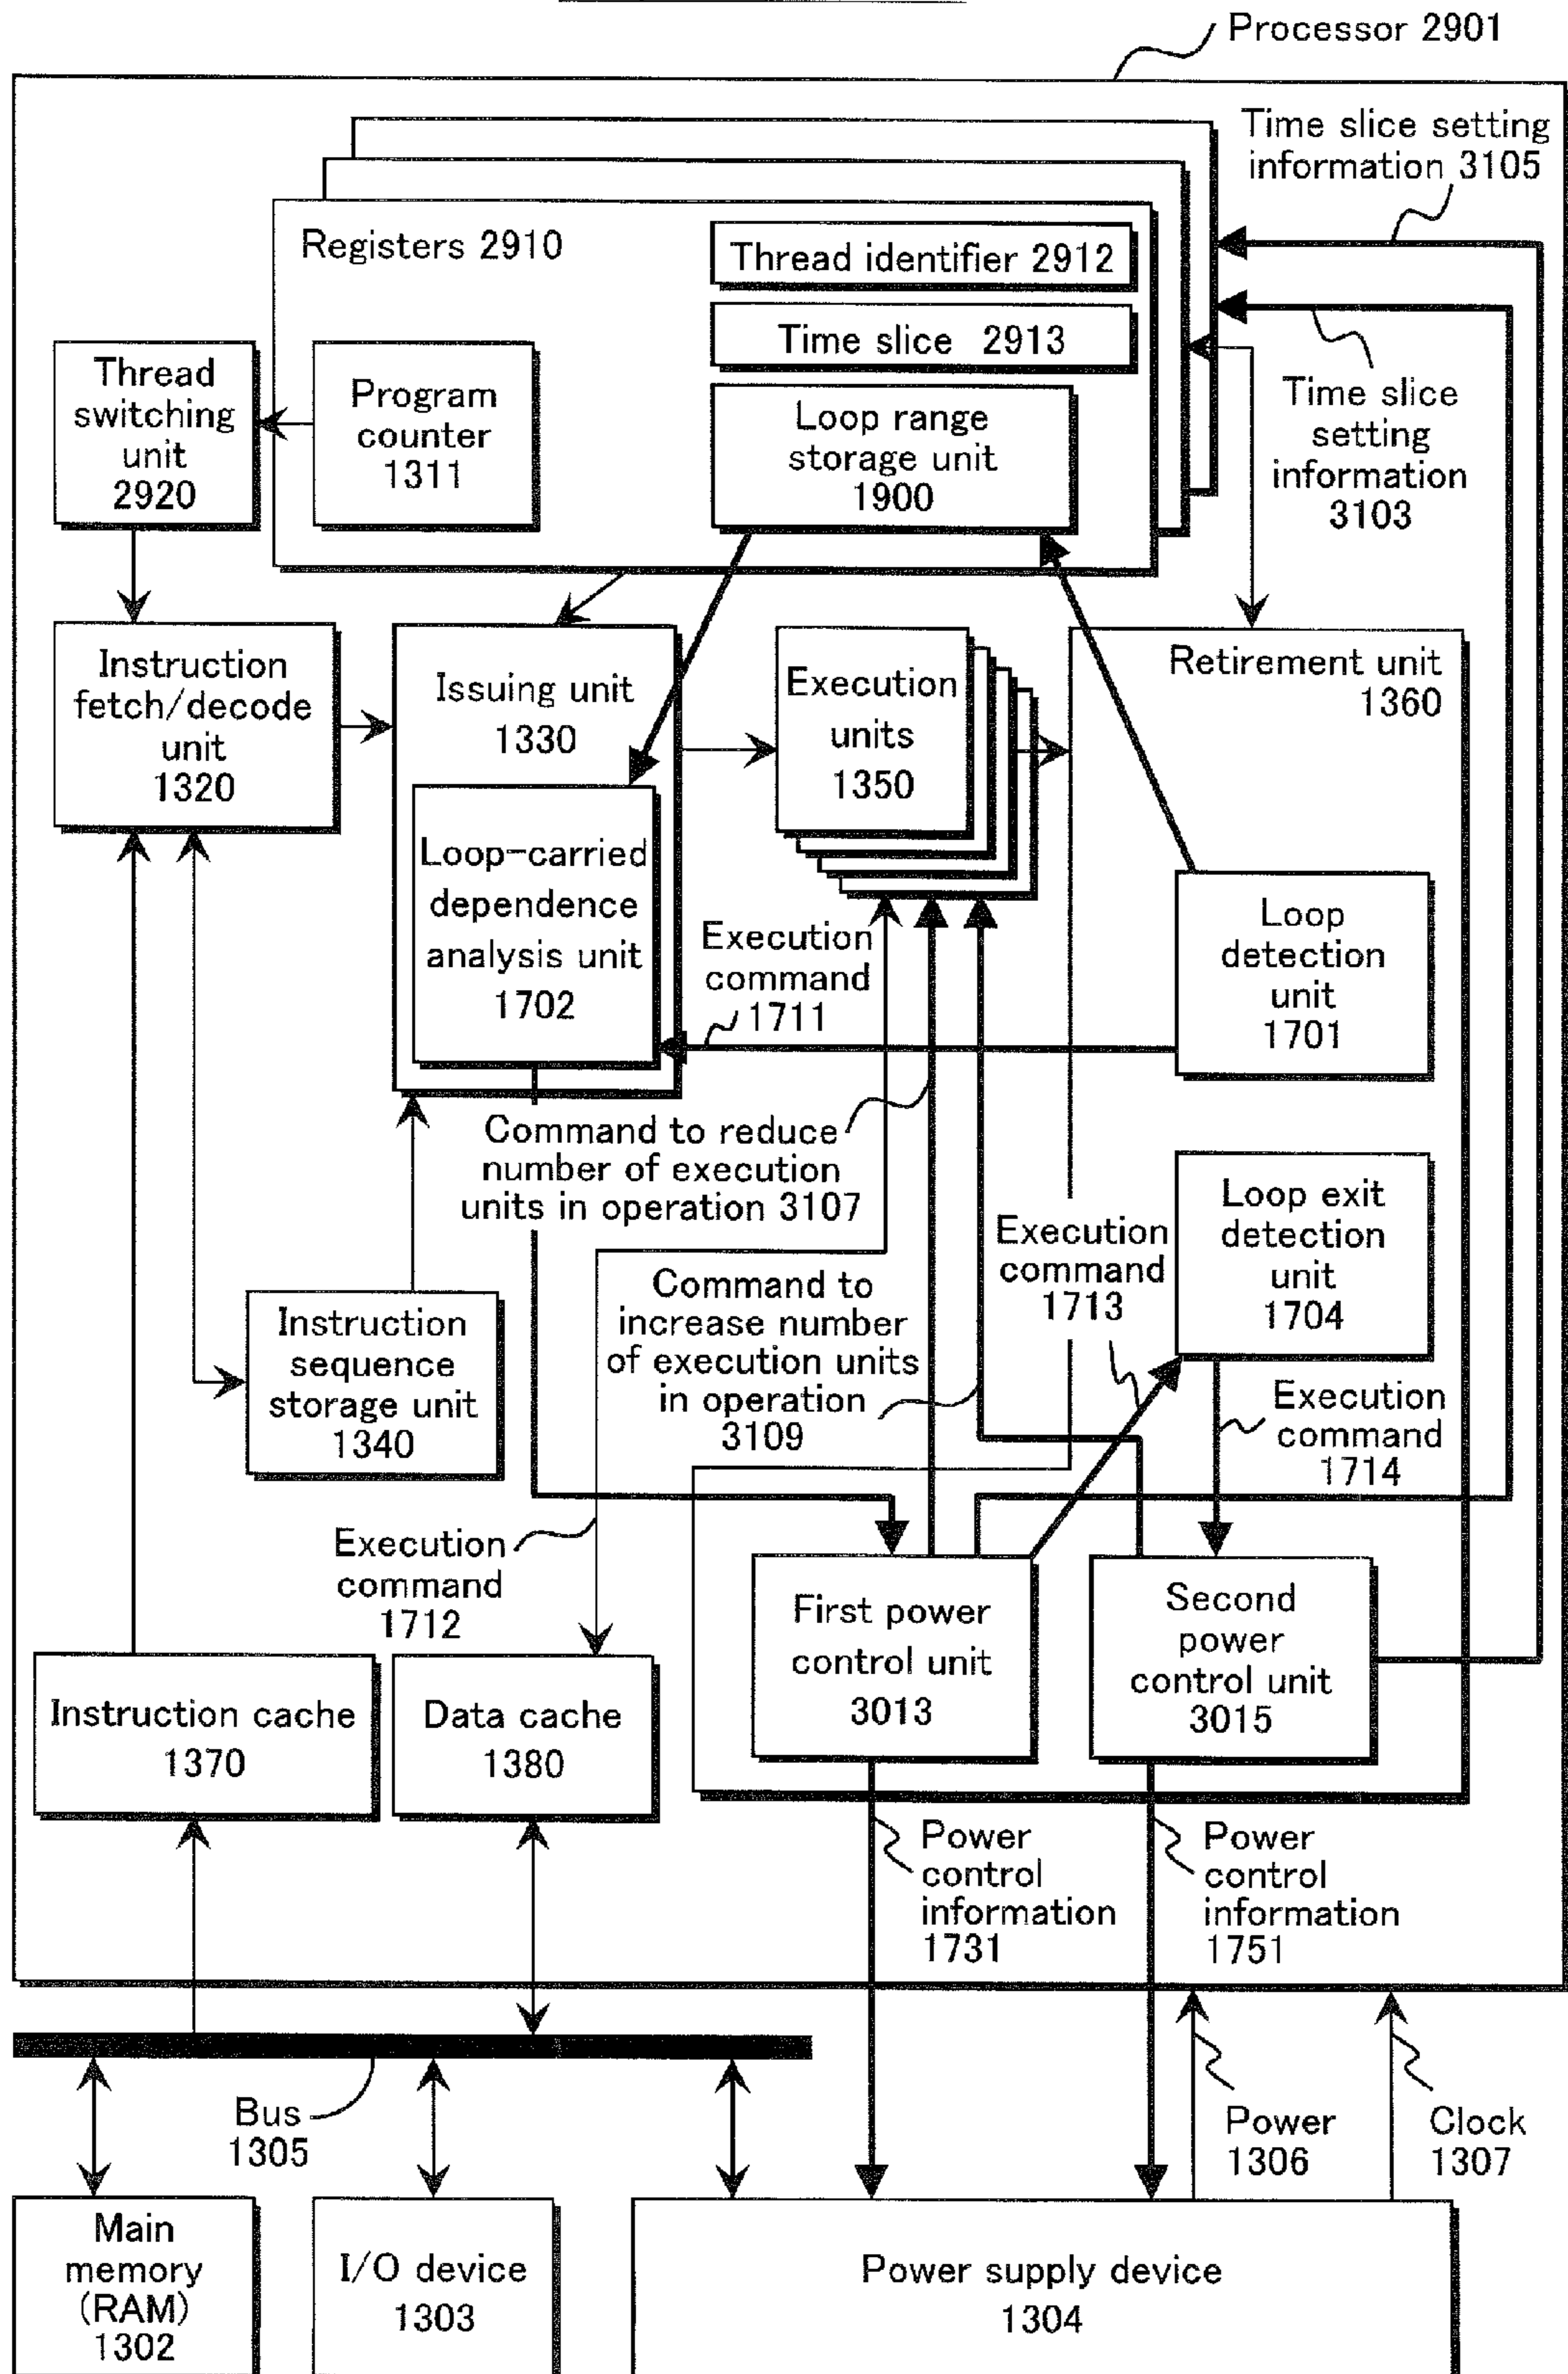 Processor 2901
Time slice setting
information 3105
Registers 2910
Thread identifier 2912
Time slice 2913
Thread
switching
unit
2920
Program
counter
1311
Loop range
storage unit
1900
Time slice
setting
information
3103
Instruction
fetch/decode
unit
1320
Issuing unit
1330
Execution
units
1350
Retirement unit
1360
Loop-carried
dependence
analysis unit
1702
Execution
command
1711
Loop
detection
unit
1701
Command to reduce
number of execution
units in operation 3107
Execution
command
1713
Loop exit
detection
unit
1704
Instruction
sequence
storage unit
1340
Command to
increase number
of execution units
in operation
3109
Execution
command
1714
Execution
command
1712
First power
control unit
3013
Second
power
control unit
3015
Instruction cache
1370
Data cache
1380
Power
control
information
1731
Power
control
information
1751
Bus
1305
Power
1306
Clock
1307
Main
memory
(RAM)
1302
I/O device
1303
Power supply device
1304